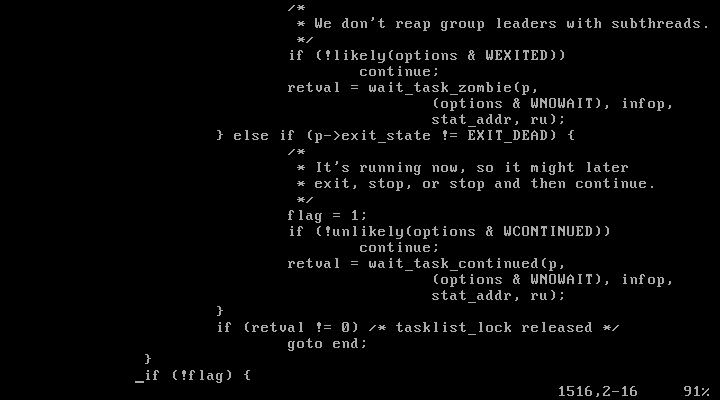 /*
 * We don't reap group leaders with subthreads.
 */
if (!likely(options & WEXITED))
        continue;
retval = wait_task_zombie(p,
                (options & WNOWAIT), infop,
                stat_addr, ru);
} else if (p->exit_state != EXIT_DEAD) {
/*
 * It's running now, so it might later
 * exit, stop, or stop and then continue.
 */
flag = 1;
if (!unlikely(options & WCONTINUED))
        continue;
retval = wait_task_continued(p,
                (options & WNOWAIT), infop,
                stat_addr, ru);
}
if (retval != 0) /* tasklist_lock released */
        goto end;
}
_if (!flag) {
1516,2-16 91%